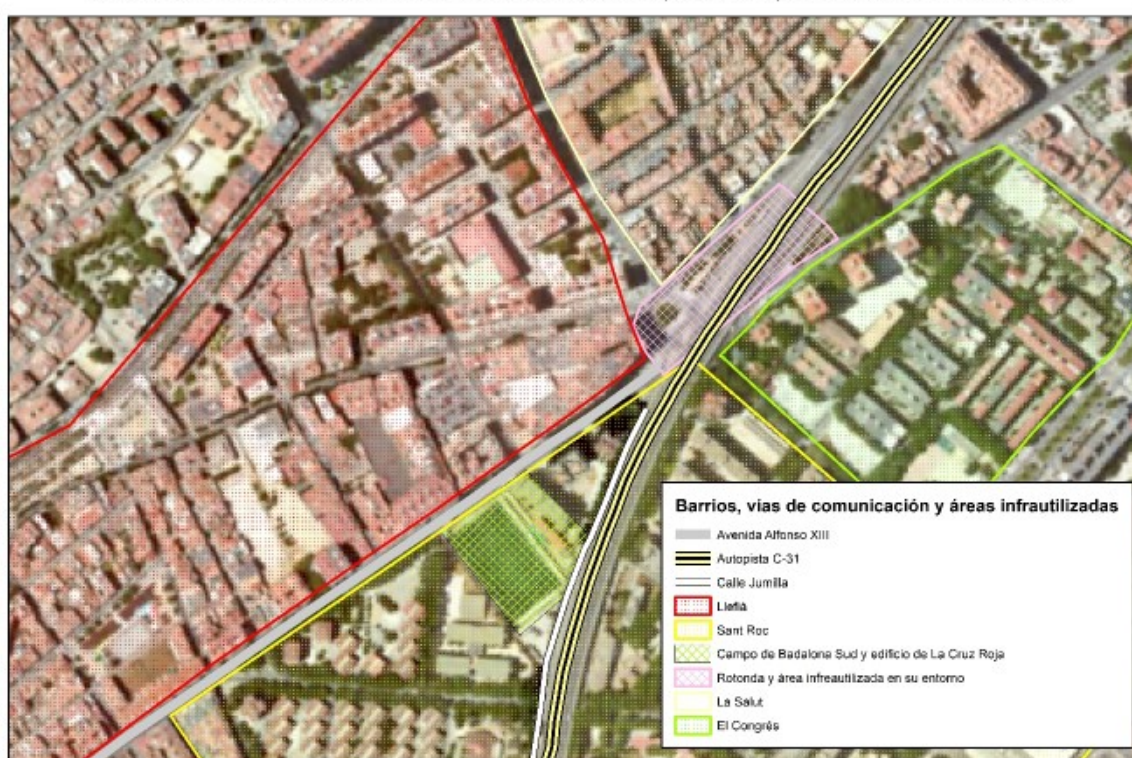 Barrios, vías de comunicación y áreas infrautilizadas
Avenida Alfonso XIII
Autopista C-31
Calle Jumilla
Llefià
Sant Roc
Campo de Badalona Sud y edificio de La Cruz Roja
Rotonda y área infreautilizada en su entorno
La Salut
El Congrés